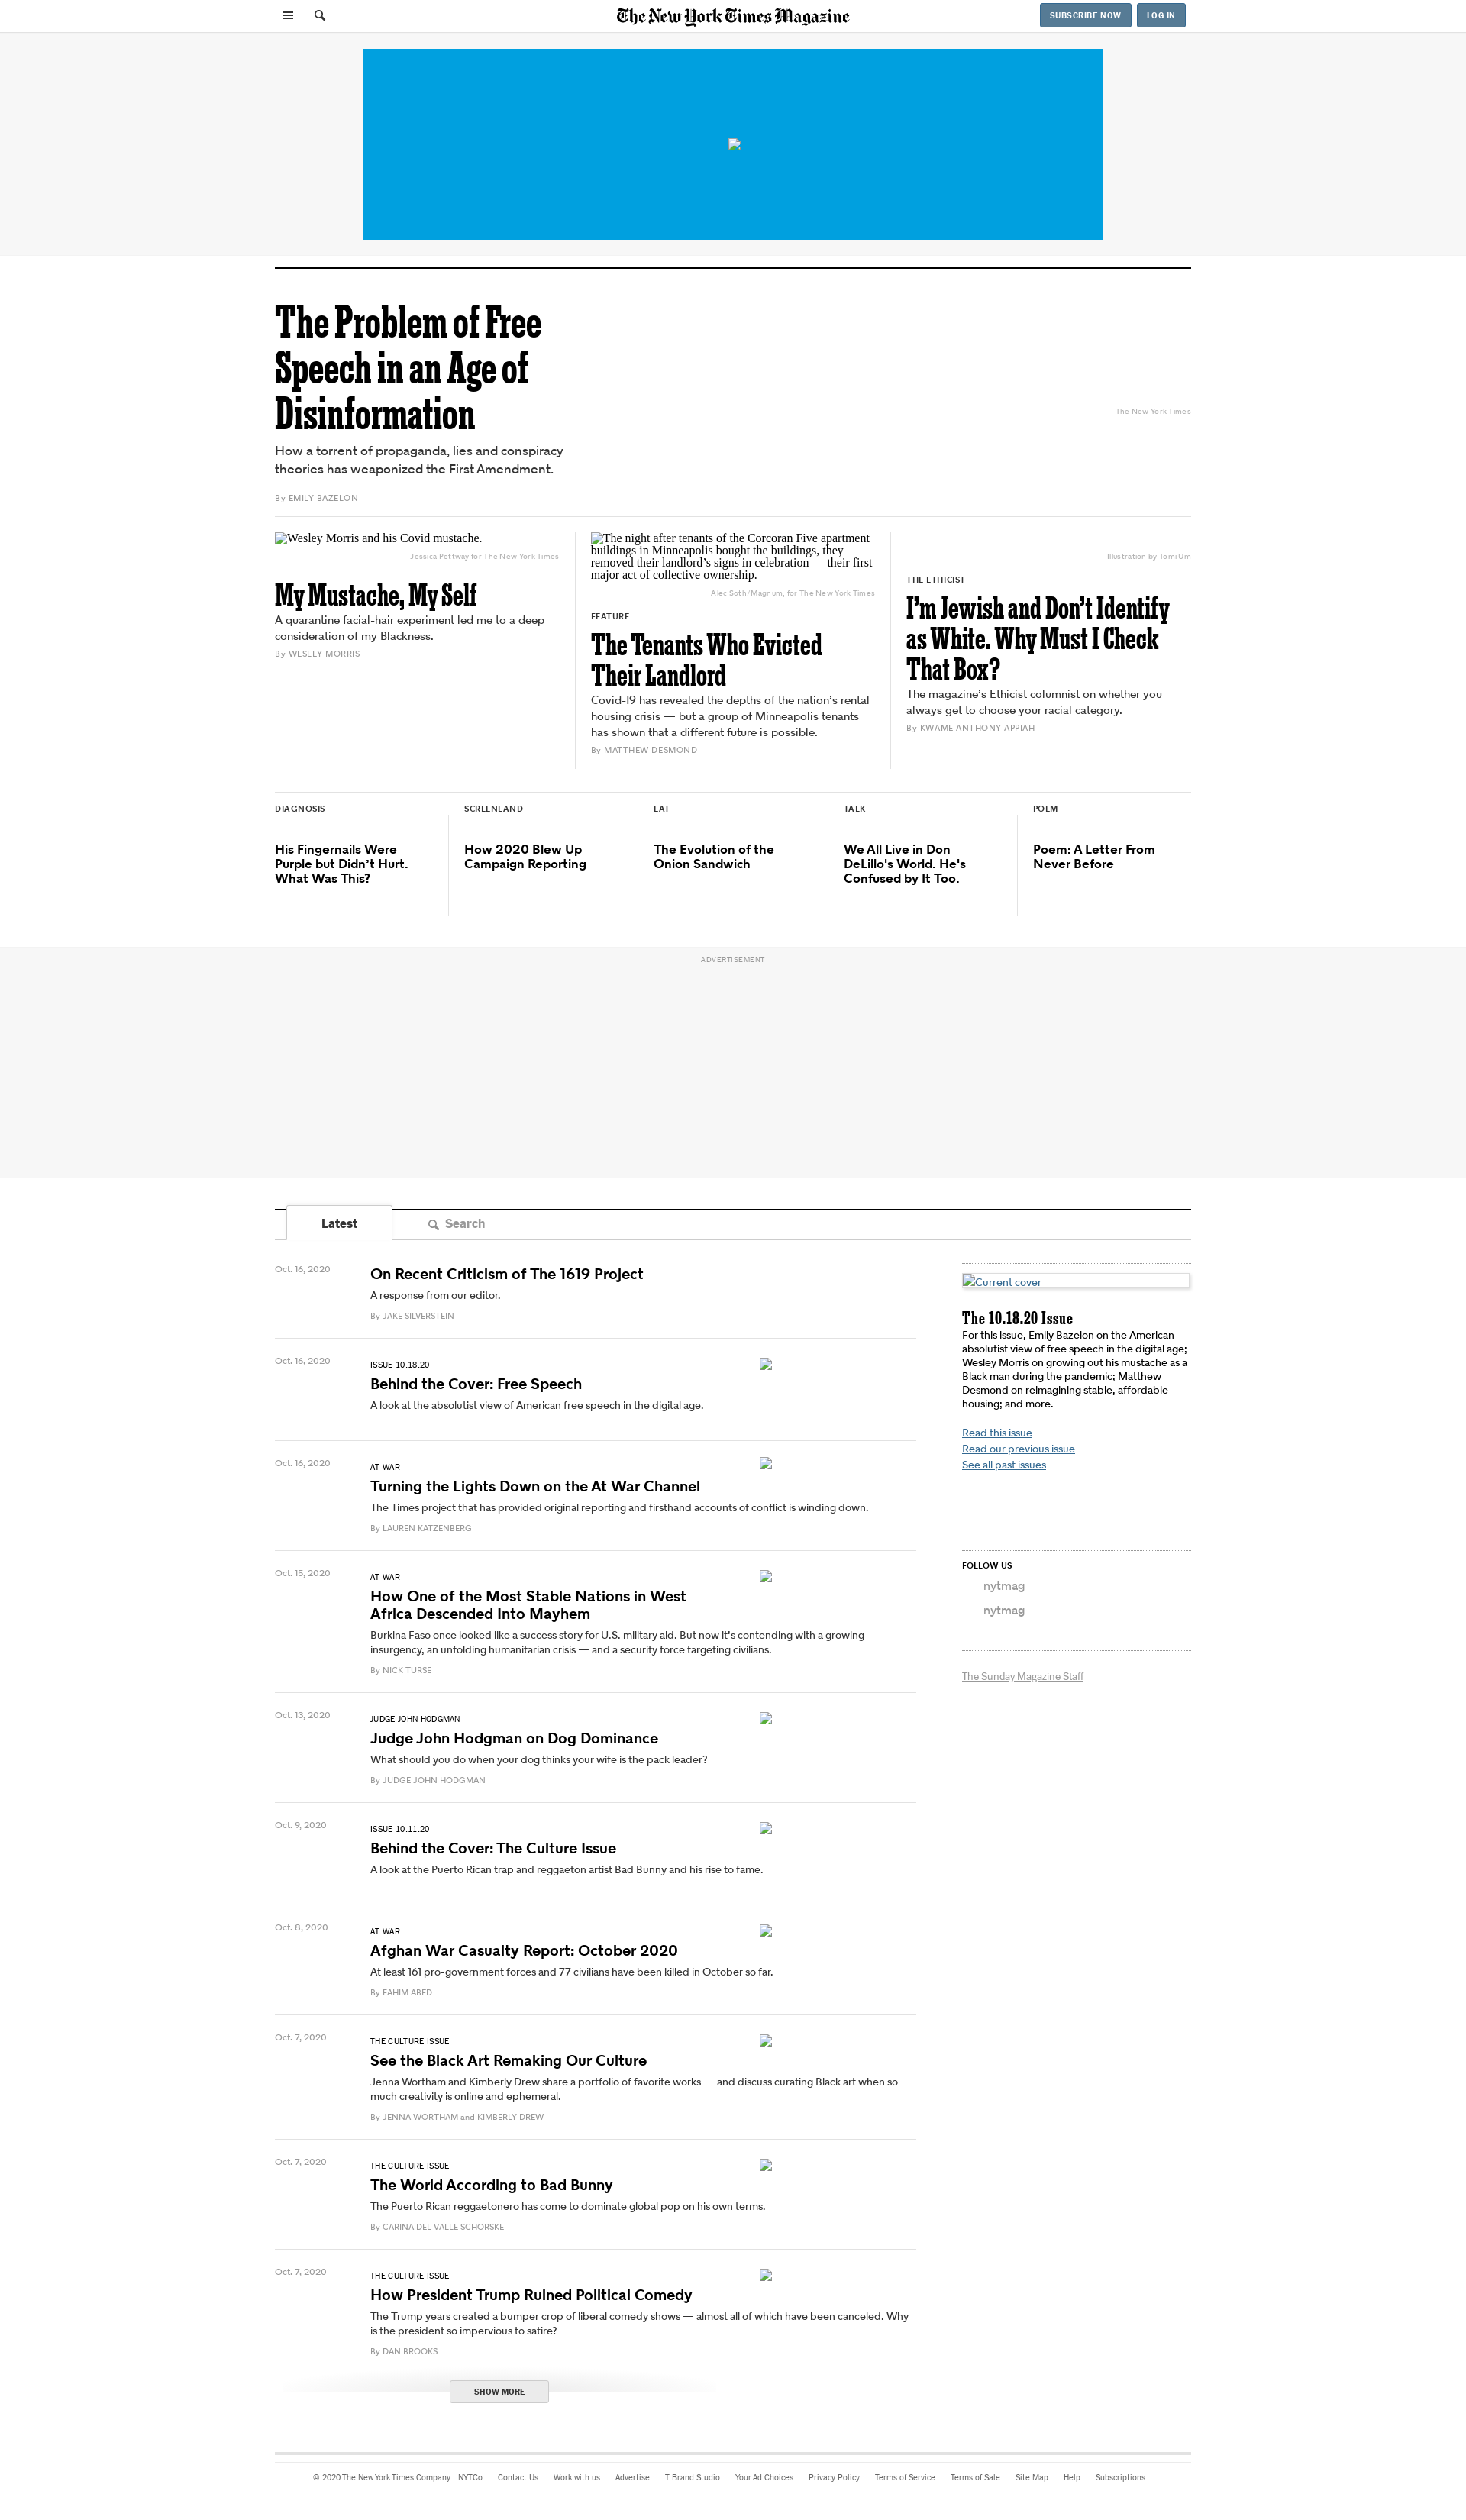 The New York Times Magazine
SUBSCRIBE NOW
LOG IN
The Problem of Free
Speech in an Age of
Disinformation
How a torrent of propaganda, lies and conspiracy
theories has weaponized the First Amendment.
By EMILY BAZELON
The New York Times
Wesley Morris and his Covid mustache.
Jessica Pettway for The New York Times
My Mustache, My Self
A quarantine facial-hair experiment led me to a deep
consideration of my Blackness.
By WESLEY MORRIS
The night after tenants of the Corcoran Five apartment
buildings in Minneapolis bought the buildings, they
removed their landlord’s signs in celebration — their first
major act of collective ownership.
Alec Soth/Magnum, for The New York Times
FEATURE
The Tenants Who Evicted
Their Landlord
Covid-19 has revealed the depths of the nation’s rental
housing crisis — but a group of Minneapolis tenants
has shown that a different future is possible.
By MATTHEW DESMOND
Illustration by Tomi Um
THE ETHICIST
I’m Jewish and Don’t Identify
as White. Why Must I Check
That Box?
The magazine’s Ethicist columnist on whether you
always get to choose your racial category.
By KWAME ANTHONY APPIAH
DIAGNOSIS
His Fingernails Were
Purple but Didn’t Hurt.
What Was This?
SCREENLAND
How 2020 Blew Up
Campaign Reporting
EAT
The Evolution of the
Onion Sandwich
TALK
We All Live in Don
DeLillo's World. He's
Confused by It Too.
POEM
Poem: A Letter From
Never Before
ADVERTISEMENT
Latest
Search
Oct. 16, 2020
On Recent Criticism of The 1619 Project
A response from our editor.
By JAKE SILVERSTEIN
Oct. 16, 2020
ISSUE 10.18.20
Behind the Cover: Free Speech
A look at the absolutist view of American free speech in the digital age.
Oct. 16, 2020
AT WAR
Turning the Lights Down on the At War Channel
The Times project that has provided original reporting and firsthand accounts of conflict is winding down.
By LAUREN KATZENBERG
Oct. 15, 2020
AT WAR
How One of the Most Stable Nations in West
Africa Descended Into Mayhem
Burkina Faso once looked like a success story for U.S. military aid. But now it’s contending with a growing
insurgency, an unfolding humanitarian crisis — and a security force targeting civilians.
By NICK TURSE
Oct. 13, 2020
JUDGE JOHN HODGMAN
Judge John Hodgman on Dog Dominance
What should you do when your dog thinks your wife is the pack leader?
By JUDGE JOHN HODGMAN
Oct. 9, 2020
ISSUE 10.11.20
Behind the Cover: The Culture Issue
A look at the Puerto Rican trap and reggaeton artist Bad Bunny and his rise to fame.
Oct. 8, 2020
AT WAR
Afghan War Casualty Report: October 2020
At least 161 pro-government forces and 77 civilians have been killed in October so far.
By FAHIM ABED
Oct. 7, 2020
THE CULTURE ISSUE
See the Black Art Remaking Our Culture
Jenna Wortham and Kimberly Drew share a portfolio of favorite works — and discuss curating Black art when so
much creativity is online and ephemeral.
By JENNA WORTHAM and KIMBERLY DREW
Oct. 7, 2020
THE CULTURE ISSUE
The World According to Bad Bunny
The Puerto Rican reggaetonero has come to dominate global pop on his own terms.
By CARINA DEL VALLE SCHORSKE
Oct. 7, 2020
THE CULTURE ISSUE
How President Trump Ruined Political Comedy
The Trump years created a bumper crop of liberal comedy shows — almost all of which have been canceled. Why
is the president so impervious to satire?
By DAN BROOKS
SHOW MORE
Current cover
The 10.18.20 Issue
For this issue, Emily Bazelon on the American
absolutist view of free speech in the digital age;
Wesley Morris on growing out his mustache as a
Black man during the pandemic; Matthew
Desmond on reimagining stable, affordable
housing; and more.
Read this issue
Read our previous issue
See all past issues
FOLLOW US
nytmag
nytmag
The Sunday Magazine Staff
© 2020 The New York Times Company NYTCo Contact Us Work with us Advertise T Brand Studio Your Ad Choices Privacy Policy Terms of Service Terms of Sale Site Map Help Subscriptions